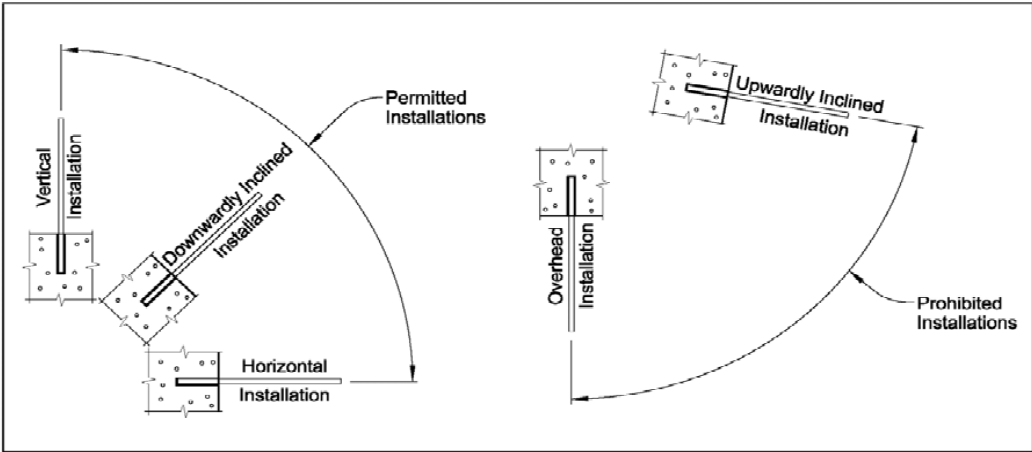 Permitted
Installations
Vertical
Installation
Downwardly Inclined
Installation
Horizontal
Installation
Upwardly Inclined
Installation
Overhead
Installation
Prohibited
Installations